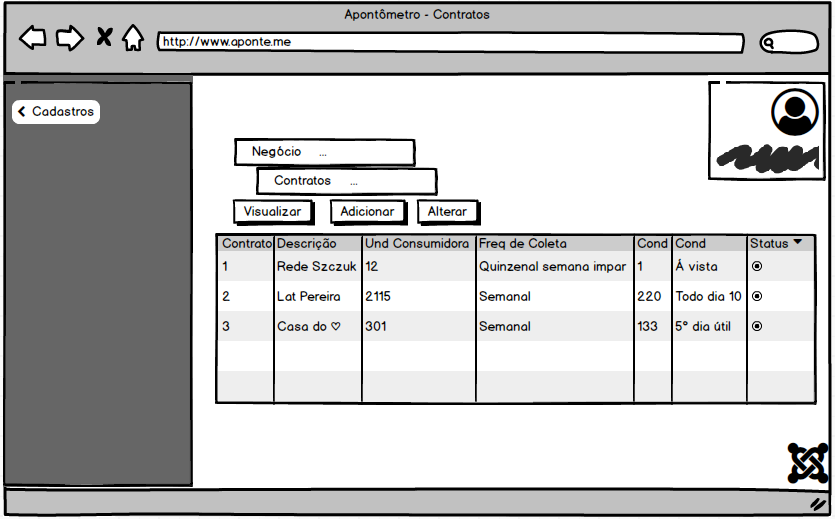 Apontômetro - Contratos
http://www.aponte.me
Cadastros
Negócio ...
Contratos ...
Visualizar Adicionar Alterar
Contrato Descrição Und Consumidora Freq de Coleta Cond Cond Status
1 Rede Szczuk 12 Quinzenal semana impar 1 Á vista
2 Lat Pereira 2115 Semanal 220 Todo dia 10
3 Casa do ♡ 301 Semanal 133 5° dia útil